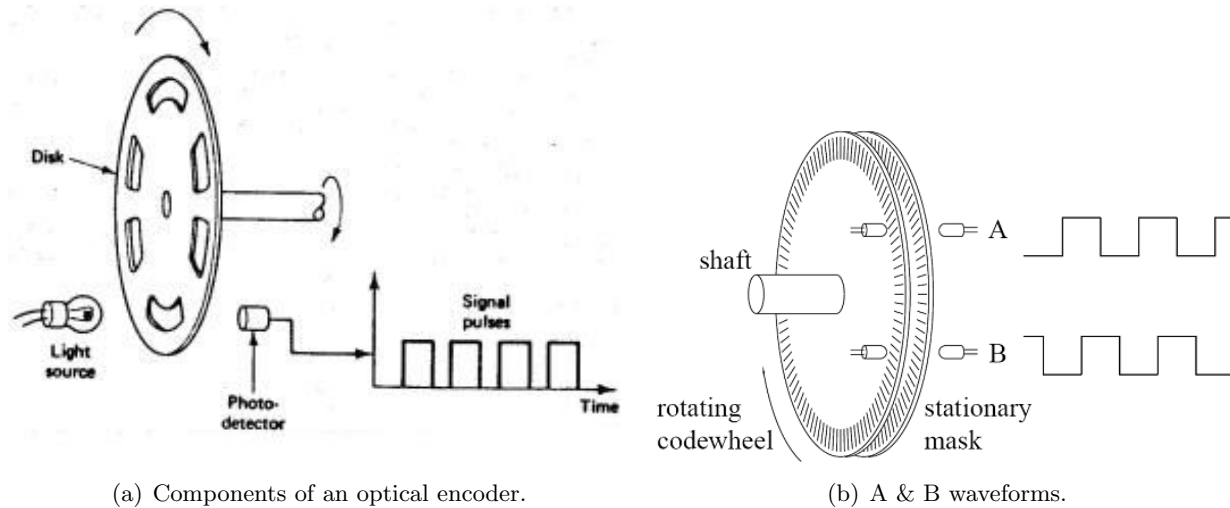 Disk
Light
source
Photo-
detector
Signal
pulses
Time
(a) Components of an optical encoder.
shaft
A
B
rotating
codewheel
stationary
mask
(b) A & B waveforms.